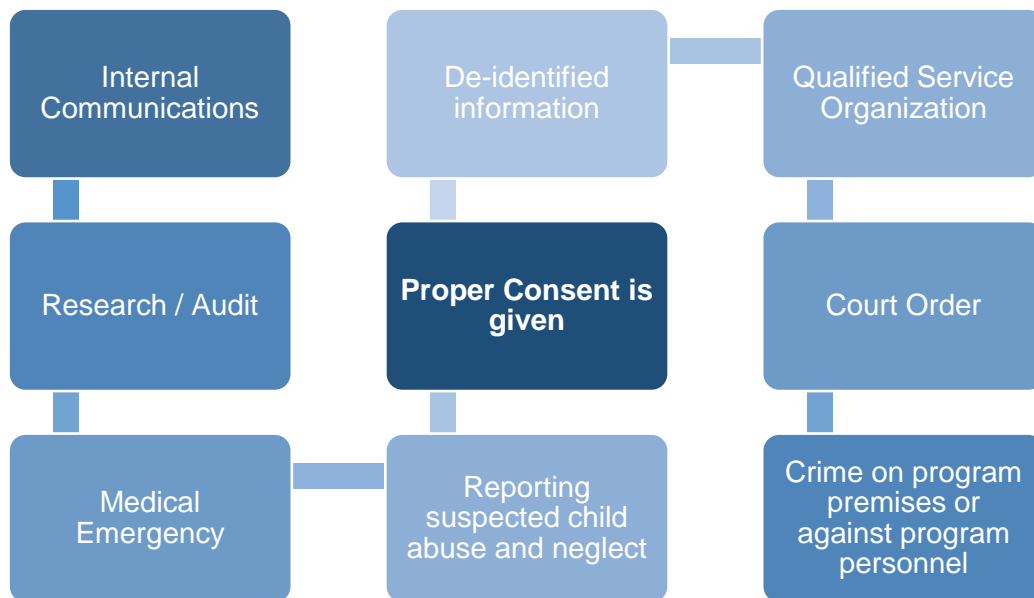 Internal
Communications
Research / Audit
Medical
Emergency
Reporting
suspected child
abuse and neglect
Proper Consent is
given
De-identified
information
Qualified Service
Organization
Court Order
Crime on program
premises or
against program
personnel